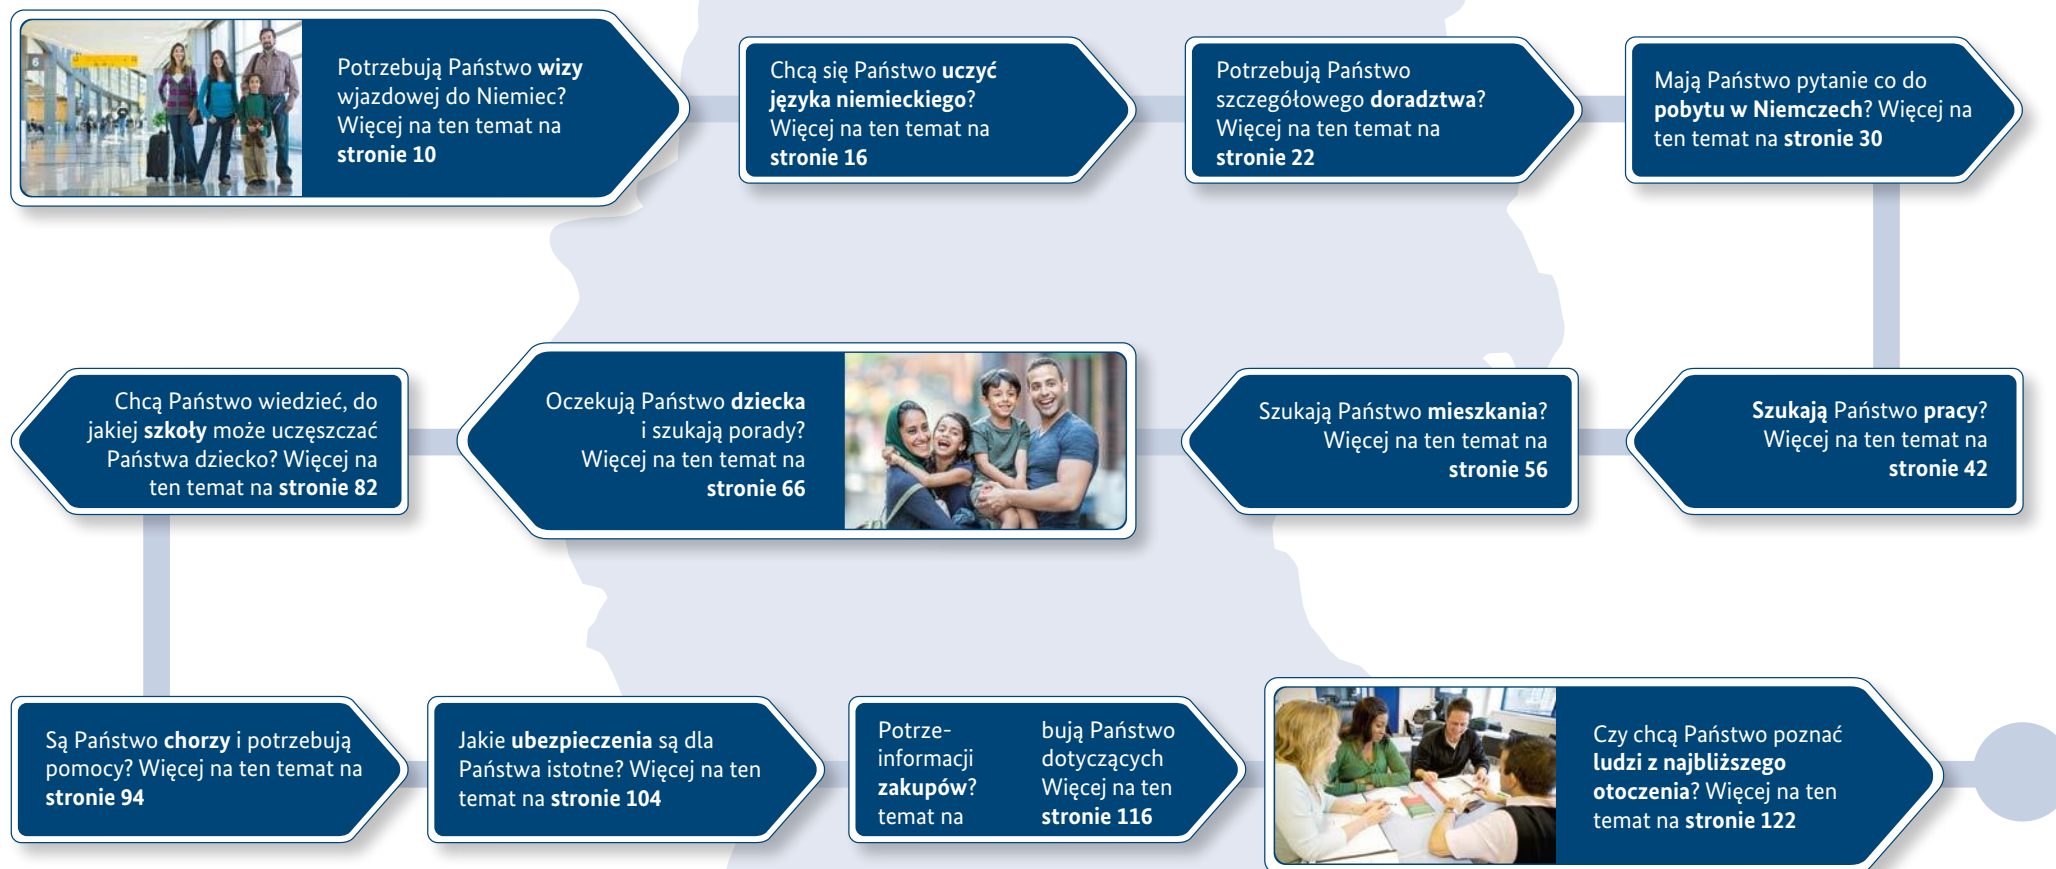 6
Potrzebują Państwo wizy
wjazdowej do Niemiec?
Więcej na ten temat na
stronie 10
Chcą się Państwo uczyć
języka niemieckiego?
Więcej na ten temat na
stronie 16
Potrzebują Państwo
szczegółowego doradztwa?
Więcej na ten temat na
stronie 22
Mają Państwo pytanie co do
pobytu w Niemczech? Więcej na
ten temat na stronie 30
Szukają Państwo pracy?
Więcej na ten temat na
stronie 42
Szukają Państwo mieszkania?
Więcej na ten temat na
stronie 56
Oczekują Państwo dziecka
i szukają porady?
Więcej na ten temat na
stronie 66
Chcą Państwo wiedzieć, do
jakiej szkoły może uczęszczać
Państwa dziecko? Więcej na
ten temat na stronie 82
Są Państwo chorzy i potrzebują
pomocy? Więcej na ten temat na
stronie 94
Jakie ubezpieczenia są dla
Państwa istotne? Więcej na ten
temat na stronie 104
Potrze- bują Państwo
informacji dotyczących
zakupów? Więcej na ten
temat na stronie 116
Czy chcą Państwo poznać
ludzi z najbliższego
otoczenia? Więcej na ten
temat na stronie 122